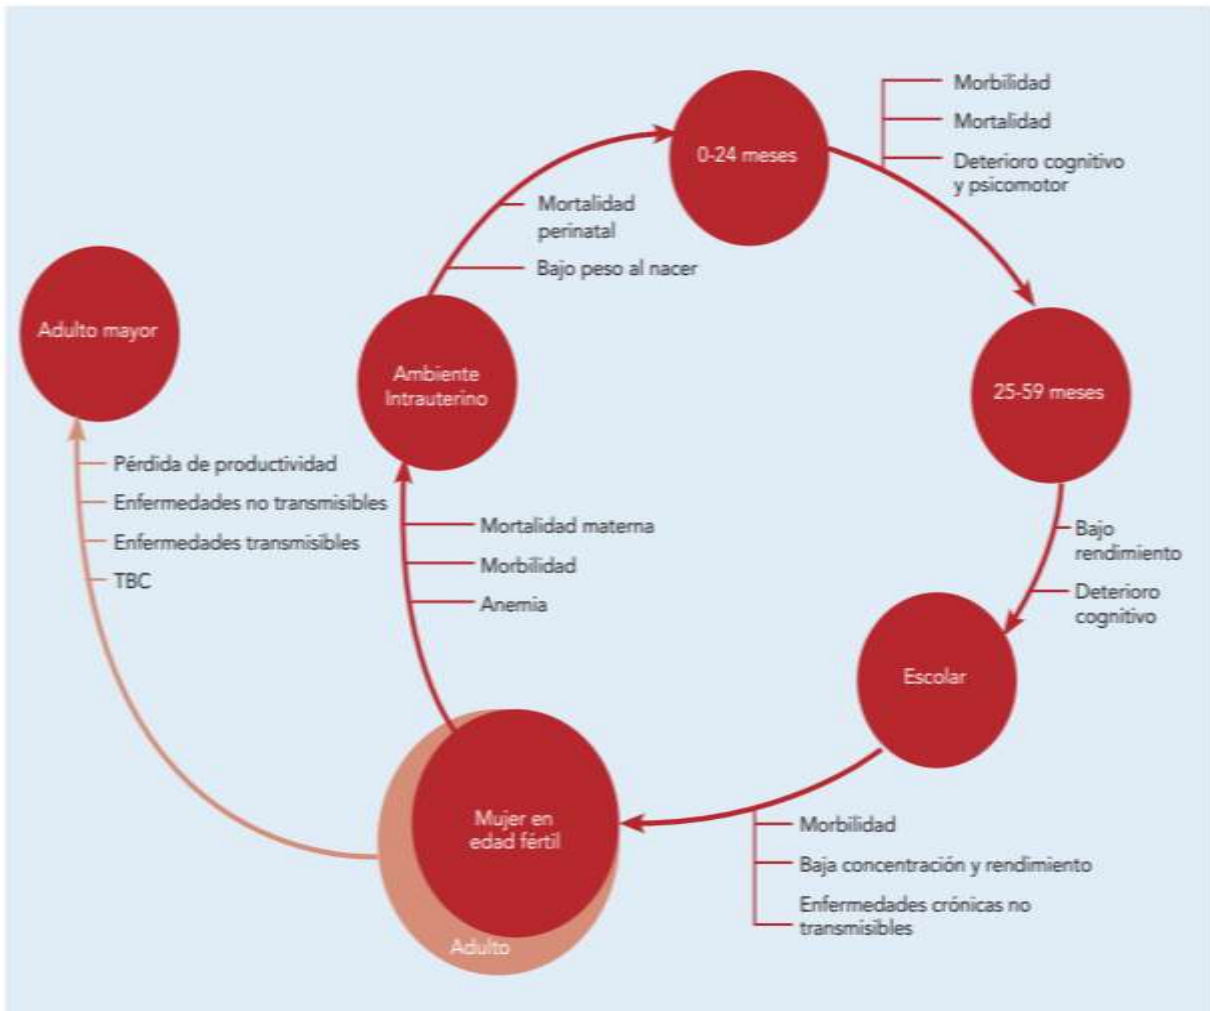 0-24 meses
Morbilidad
Mortalidad
Deterioro cognitivo
y psicomotor
Mortalidad
perinatal
Bajo peso al nacer
Adulto mayor
Ambiente
Intrauterino
25-59 meses
Pérdida de productividad
Enfermedades no transmisibles
Enfermedades transmisibles
TBC
Mortalidad materna
Morbilidad
Anemia
Bajo
rendimiento
Deterioro
cognitivo
Escolar
Mujer en
edad fértil
Adulto
Morbilidad
Baja concentración y rendimiento
Enfermedades crónicas no
transmisibles